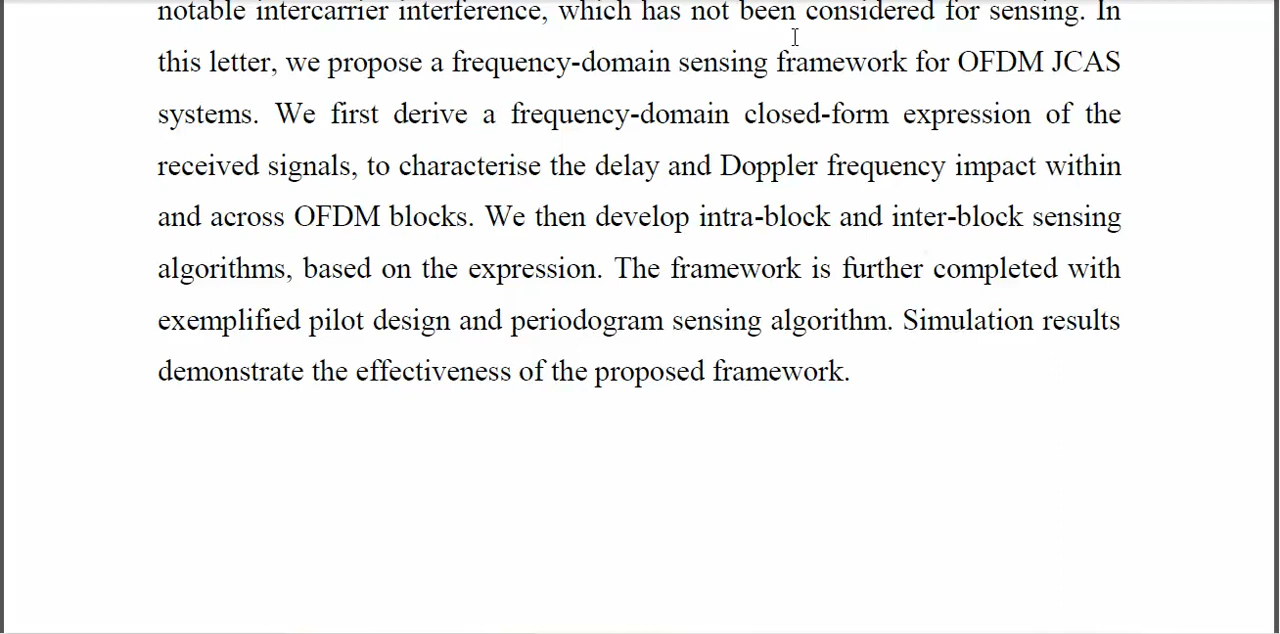 notable intercarrier interference, which has not been considered for sensing. In
this letter, we propose a frequency-domain sensing framework for OFDM JCAS
systems. We first derive a frequency-domain closed-form expression of the
received signals, to characterise the delay and Doppler frequency impact within
and across OFDM blocks. We then develop intra-block and inter-block sensing
algorithms, based on the expression. The framework is further completed with
exemplified pilot design and periodogram sensing algorithm. Simulation results
demonstrate the effectiveness of the proposed framework.